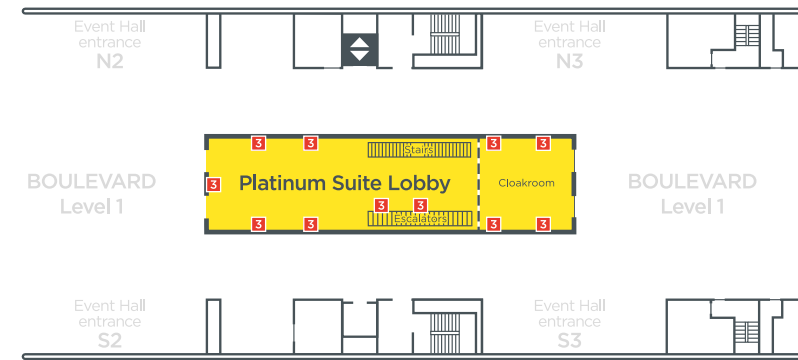 Event Hall
entrance
N2
Event Hall
entrance
N3
3
3
3
3
Stairs
BOULEVARD
Level 1
3
Platinum Suite Lobby
Cloakroom
BOULEVARD
Level 1
3
3
Escalators
3
3
3
3
Event Hall
entrance
S2
Event Hall
entrance
S3